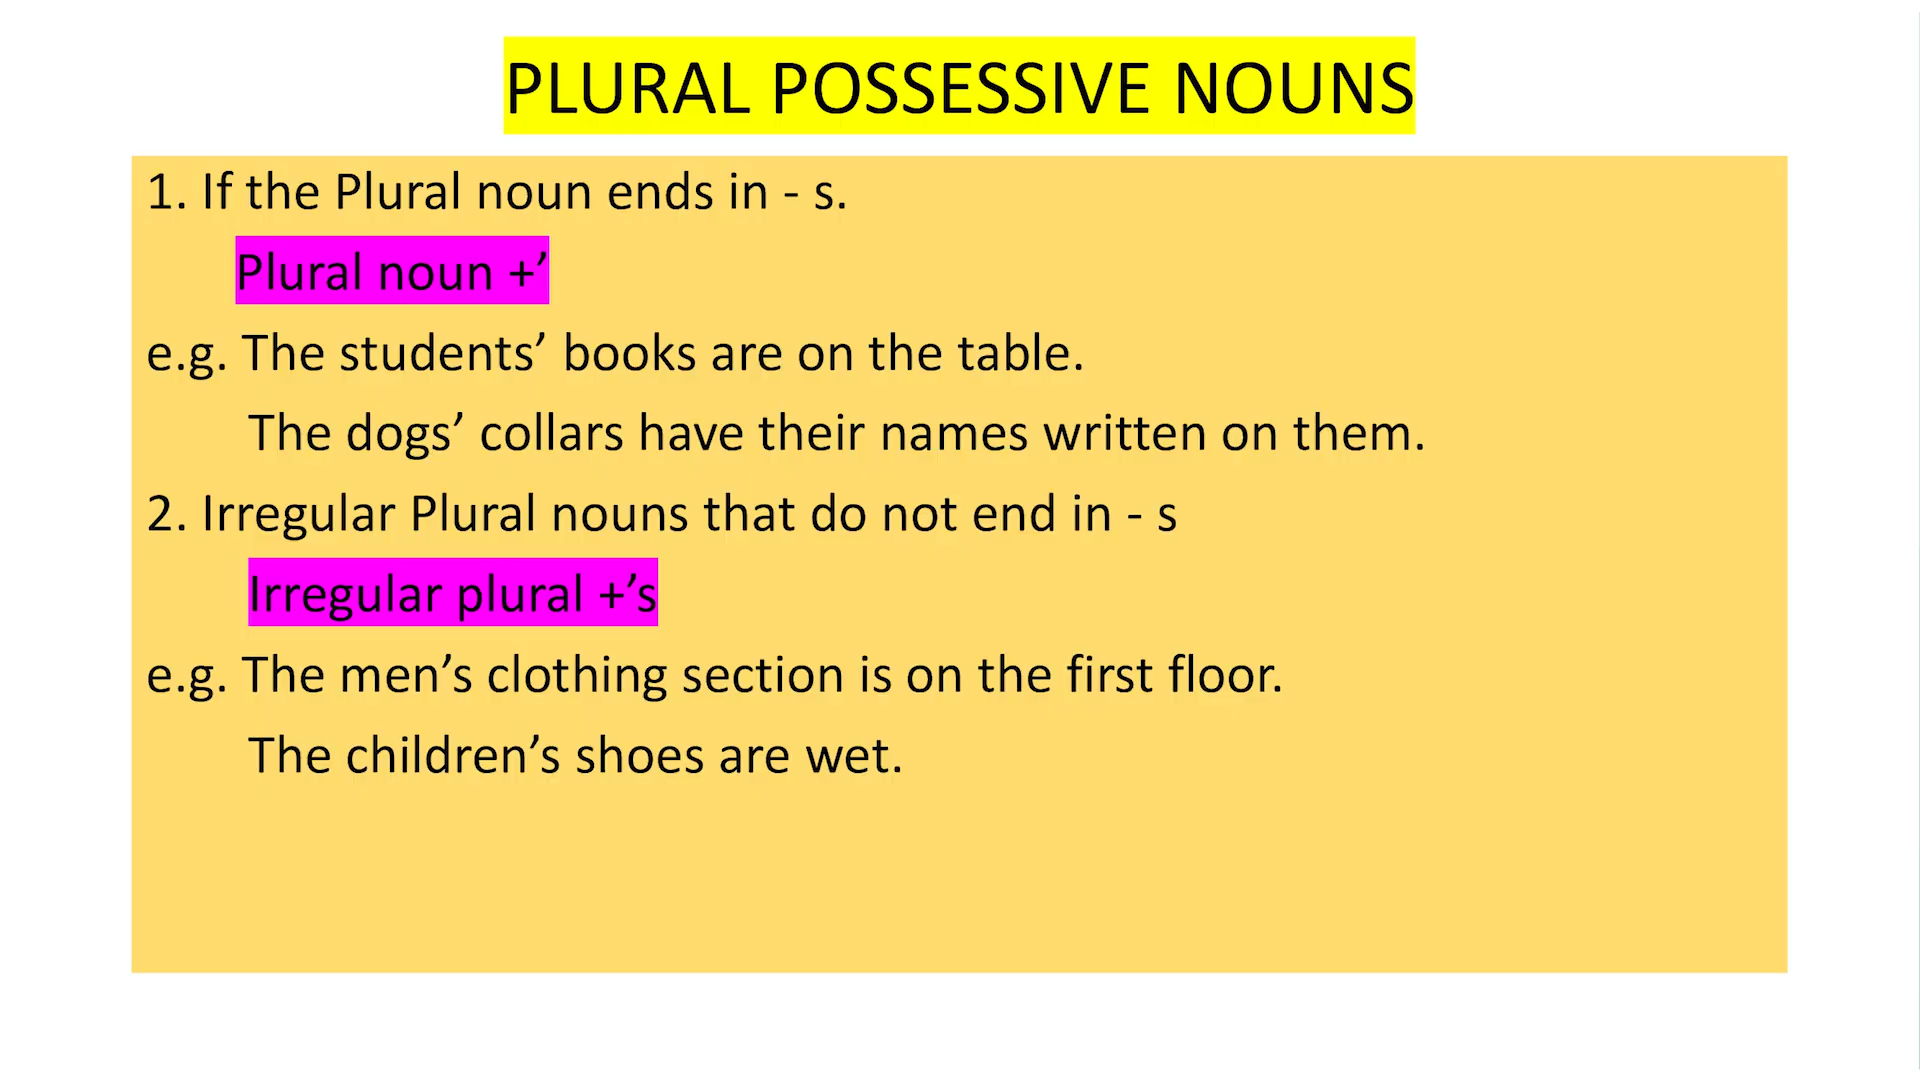 PLURAL POSSESSIVE NOUNS
1. If the Plural noun ends in - s.
Plural noun +’
e.g. The students’ books are on the table.
The dogs’ collars have their names written on them.
2. Irregular Plural nouns that do not end in - s
Irregular plural +’s
e.g. The men’s clothing section is on the first floor.
The children’s shoes are wet.